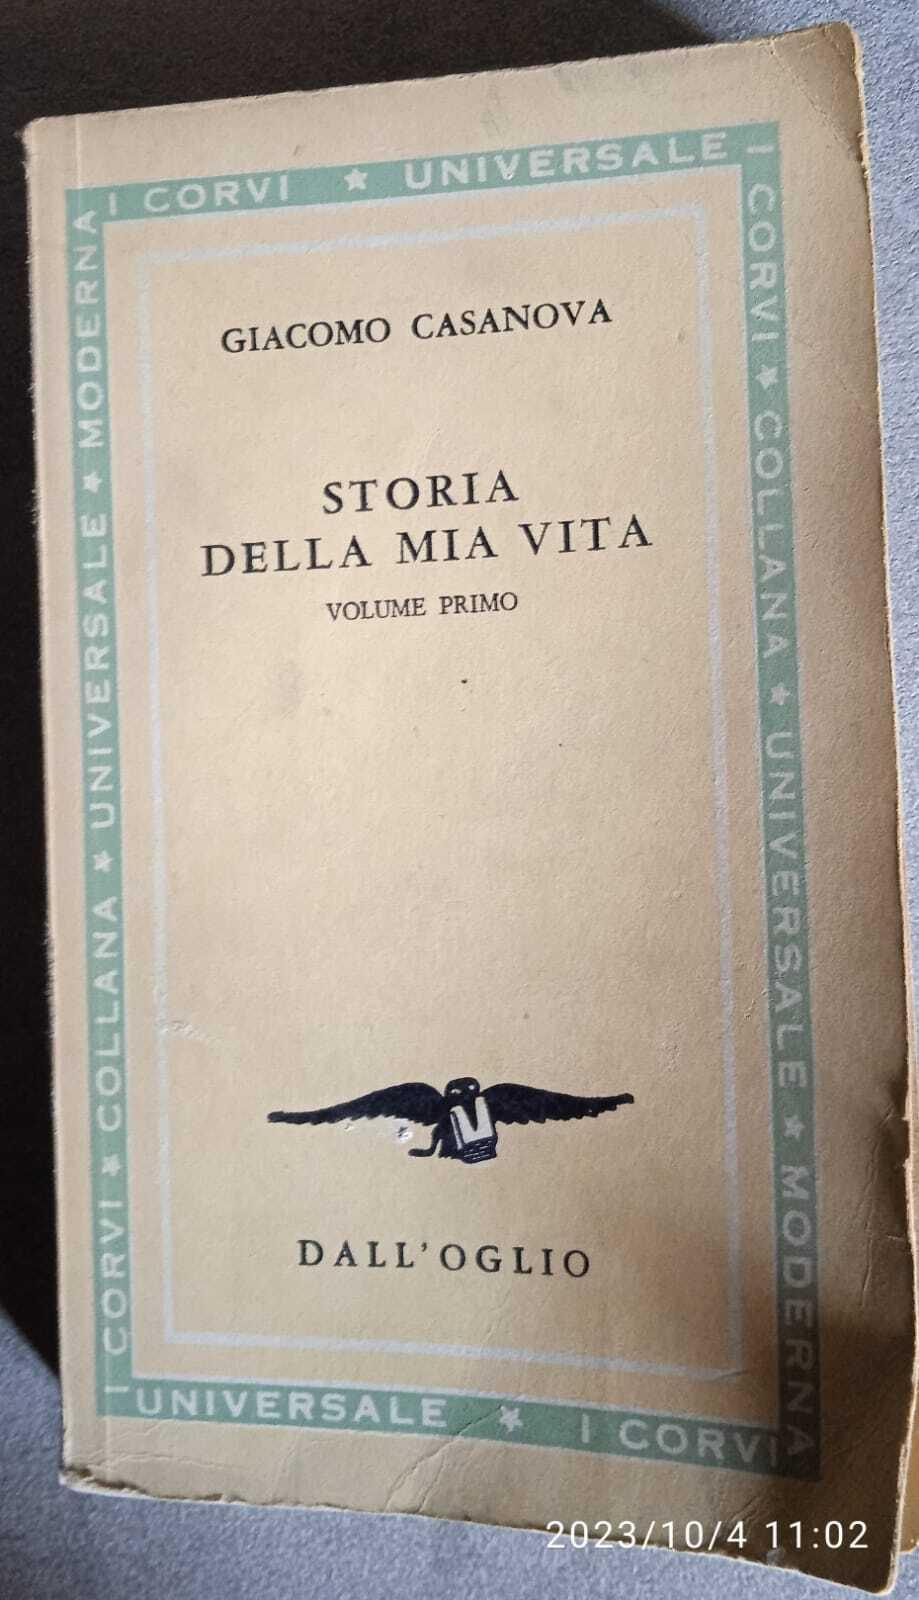 I CORVI ★ UNIVERSALE
I CORVI ★ COLLANA ★ UNIVERSALE ★ MODERNA
I CORVI ★ COLLANA ★ UNIVERSALE ★ MODERNA
GIACOMO CASANOVA
STORIA
DELLA MIA VITA
VOLUME PRIMO
V
DALL'OGLIO
UNIVERSALE ★ I CORVI
2023/10/4 11:02